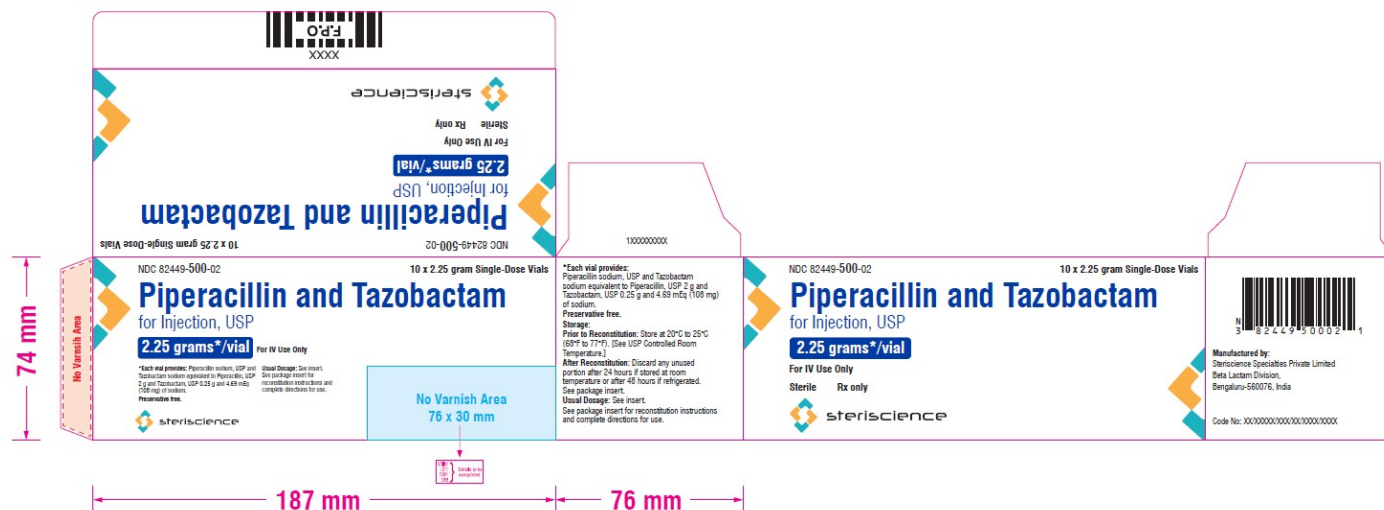 XXXX
F.P.O
steriscience
Sterile Rx only
For IV Use Only
2.25 grams*/vial
for Injection, USP
Piperacillin and Tazobactam
NDC 82449-500-02
10 x 2.25 gram Single-Dose Vials
1XXXXXXXXX
74 mm
No Varnsih Area
NDC 82449-500-02
10 x 2.25 gram Single-Dose Vials
Piperacillin and Tazobactam
for Injection, USP
2.25 grams*/vial For IV Use Only
*Each vial provides: Piperacillin sodium, USP and
Tazobactam sodium equivalent to Piperacillin, USP
2 g and Tazobactam, USP 0.25 g and 4.69 mEq
(108 mg) of sodium.
Preservative free.
Usual Dosage: See insert.
See package insert for
reconstitution instructions and
complete directions for use.
steriscience
No Varnish Area
76 x 30 mm
Details to be
overprinted
*Each vial provides:
Piperacillin sodium, USP and Tazobactam
sodium equivalent to Piperacillin, USP 2 g and
Tazobactam, USP 0.25 g and 4.69 mEq (108 mg)
of sodium.
Preservative free.
Storage:
Prior to Reconstitution: Store at 20°C to 25°C
(68°F to 77°F). [See USP Controlled Room
Temperature.]
After Reconstitution: Discard any unused
portion after 24 hours if stored at room
temperature or after 48 hours if refrigerated.
See package insert.
Usual Dosage: See insert.
See package insert for reconstitution instructions
and complete directions for use.
NDC 82449-500-02
10 x 2.25 gram Single-Dose Vials
Piperacillin and Tazobactam
for Injection, USP
2.25 grams*/vial
For IV Use Only
Sterile Rx only
steriscience
N
3 82449 50002 1
Manufactured by:
Steriscience Specialties Private Limited
Beta Lactam Division,
Bengaluru-560076, India
Code No: XX/XXXXX/XXX/XX/XXXX/XXXX
187 mm
76 mm